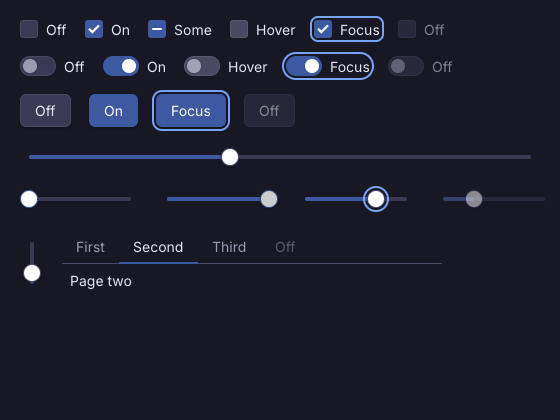 Off On Some Hover Focus Off
Off On Hover Focus Off
Off On Focus Off
First Second Third Off
Page two